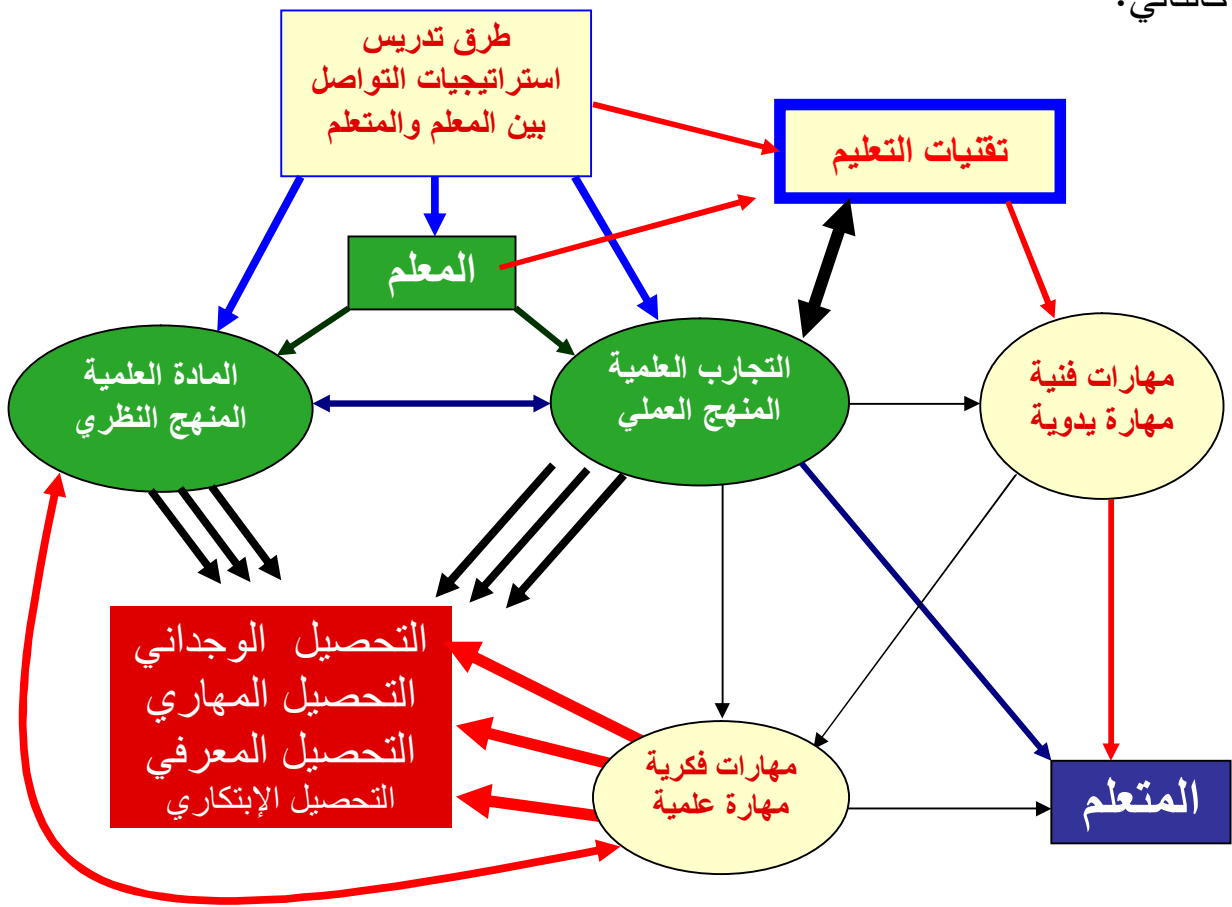 كالتالي:
طرق تدريس
استراتيجيات التواصل
بين المعلم والمتعلم
تقنيات التعليم
المعلم
المادة العلمية
المنهج النظري
التجارب العلمية
المنهج العملي
مهارات فنية
مهارة يدوية
التحصيل الوجداني
التحصيل المهاري
التحصيل المعرفي
التحصيل الإبتكاري
مهارات فكرية
مهارة علمية
المتعلم